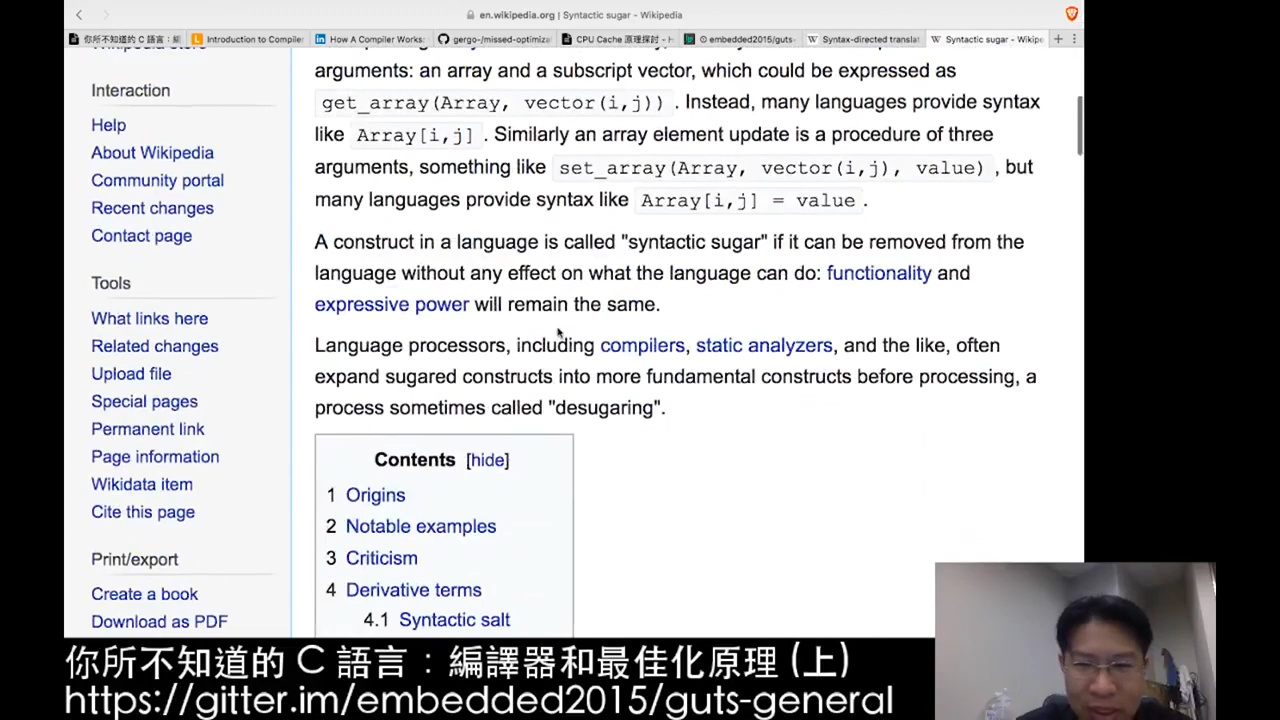 en.wikipedia.org | Syntactic sugar - Wikipedia
你所不知道的 C 語言：編
Introduction to Compiler
How A Compiler Works:
gergo-/missed-optimiza
CPU Cache 原理探討 - H
embedded2015/guts-
Syntax-directed translat
Syntactic sugar - Wikipe
arguments: an array and a subscript vector, which could be expressed as
get_array(Array, vector(i,j)). Instead, many languages provide syntax
like Array[i,j]. Similarly an array element update is a procedure of three
arguments, something like set_array(Array, vector(i,j), value), but
many languages provide syntax like Array[i,j] = value.
A construct in a language is called "syntactic sugar" if it can be removed from the
language without any effect on what the language can do: functionality and
expressive power will remain the same.
Language processors, including compilers, static analyzers, and the like, often
expand sugared constructs into more fundamental constructs before processing, a
process sometimes called "desugaring".
Contents [hide]
1 Origins
2 Notable examples
3 Criticism
4 Derivative terms
4.1 Syntactic salt
Interaction
Help
About Wikipedia
Community portal
Recent changes
Contact page
Tools
What links here
Related changes
Upload file
Special pages
Permanent link
Page information
Wikidata item
Cite this page
Print/export
Create a book
Download as PDF
你所不知道的 C 語言：編譯器和最佳化原理 (上)
https://gitter.im/embedded2015/guts-general